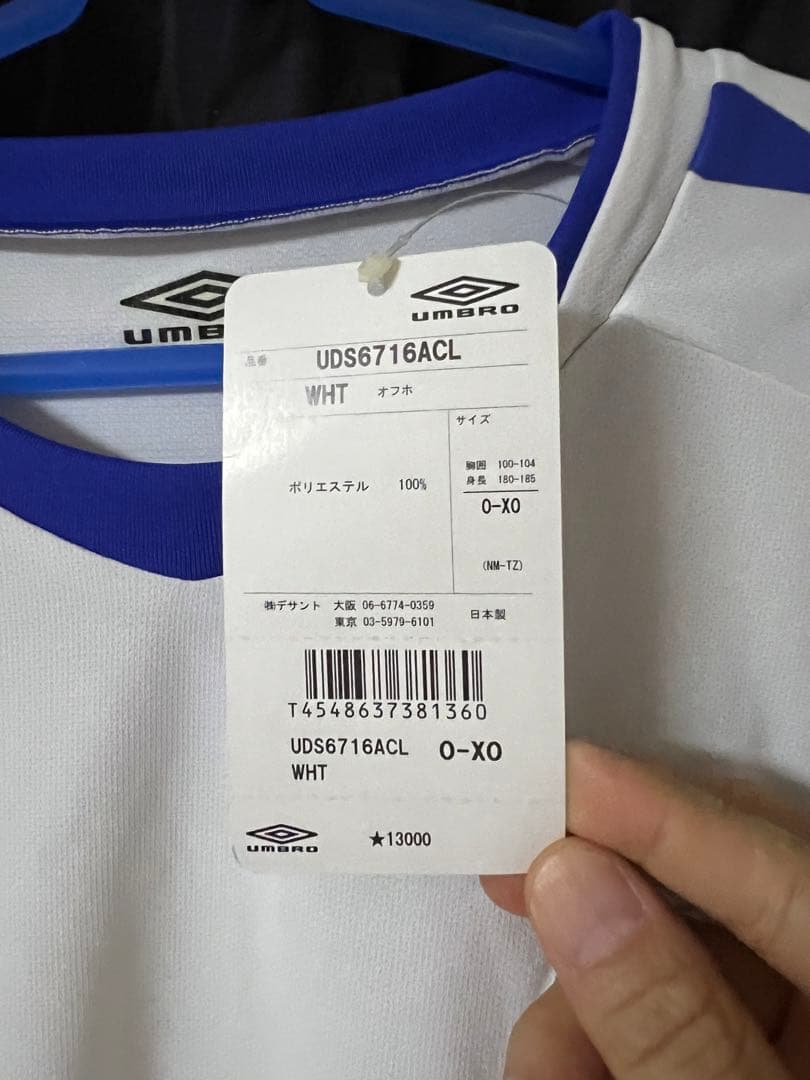 UMBRO
UMBRO
品番 UDS6716ACL
WHT オフホ
サイズ
胸囲 100-104
身長 180-185
ポリエステル 100%
O-XO
(NM-TZ)
㈱デサント 大阪 06-6774-0359
東京 03-5979-6101
日本製
T4548637381360
UDS6716ACL O-XO
WHT
UMBRO ★13000